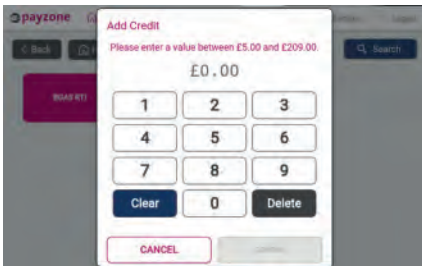 payzone
Add Credit
Please enter a value between £5.00 and £209.00.
£0.00
< Back
Search
1 2 3
4 5 6
7 8 9
Clear 0 Delete
CANCEL